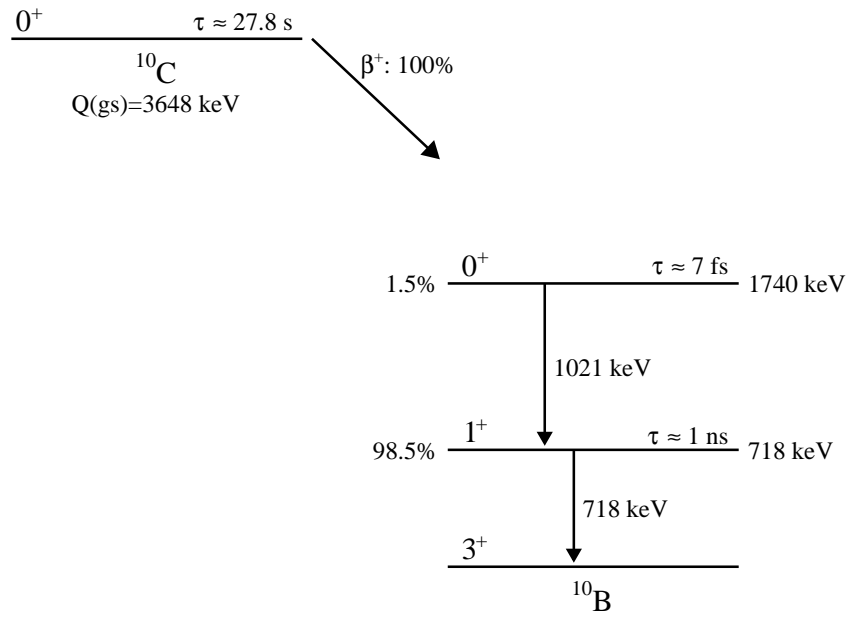 0⁺ τ ≈ 27.8 s
¹⁰C
Q(gs)=3648 keV
β⁺: 100%
0⁺ τ ≈ 7 fs
1.5% 1740 keV
1021 keV
1⁺ τ ≈ 1 ns
98.5% 718 keV
718 keV
3⁺
¹⁰B